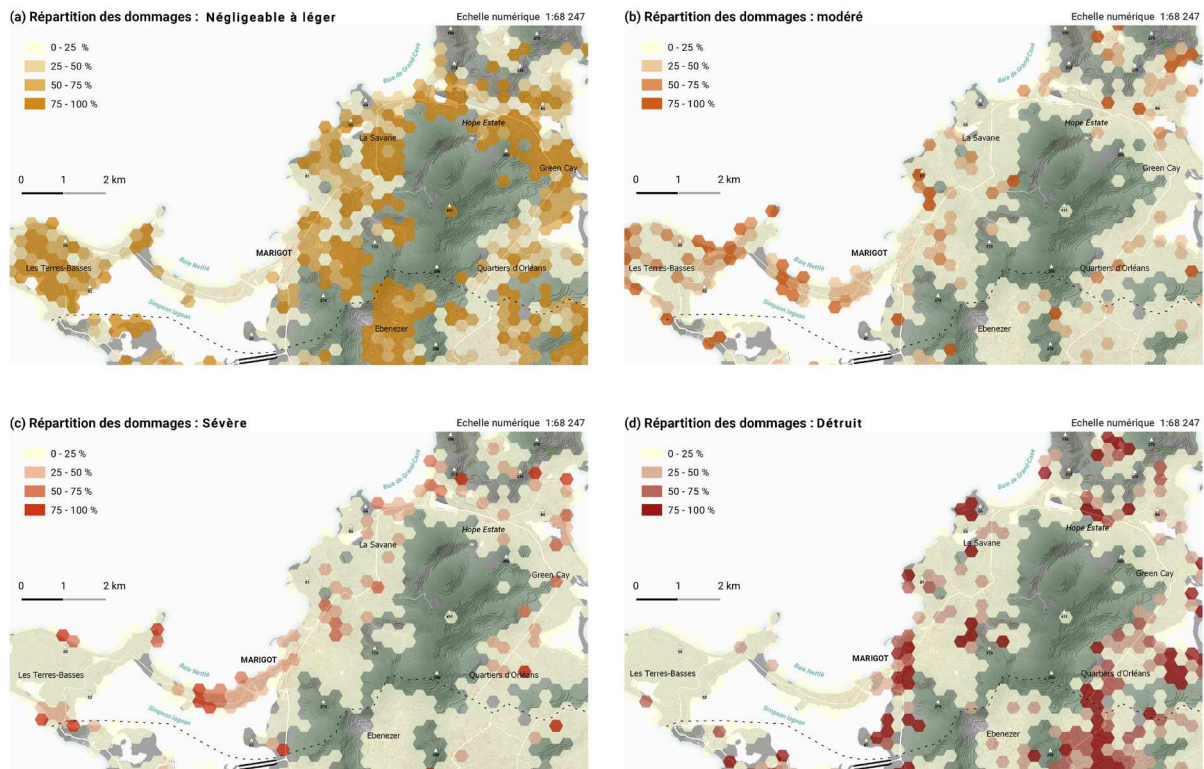 (a) Répartition des dommages : Négligeable à léger
Echelle numérique 1:68 247
0 - 25 %
25 - 50 %
50 - 75 %
75 - 100 %
Baie de Grand-Case
La Savane
Hope Estate
Green Cay
0 1 2 km
MARIGOT
Baie Nettlé
Les Terres-Basses
Quartiers d'Orléans
Simpson lagoon
Ebenezer
(b) Répartition des dommages : modéré
Echelle numérique 1:68 247
0 - 25 %
25 - 50 %
50 - 75 %
75 - 100 %
Baie de Grand-Case
La Savane
Hope Estate
Green Cay
0 1 2 km
MARIGOT
Baie Nettlé
Les Terres-Basses
Quartiers d'Orléans
Simpson lagoon
Ebenezer
(c) Répartition des dommages : Sévère
Echelle numérique 1:68 247
0 - 25 %
25 - 50 %
50 - 75 %
75 - 100 %
Baie de Grand-Case
La Savane
Hope Estate
Green Cay
0 1 2 km
MARIGOT
Baie Nettlé
Les Terres-Basses
Quartiers d'Orléans
Simpson lagoon
Ebenezer
(d) Répartition des dommages : Détruit
Echelle numérique 1:68 247
0 - 25 %
25 - 50 %
50 - 75 %
75 - 100 %
Baie de Grand-Case
La Savane
Hope Estate
Green Cay
0 1 2 km
MARIGOT
Baie Nettlé
Les Terres-Basses
Quartiers d'Orléans
Simpson lagoon
Ebenezer